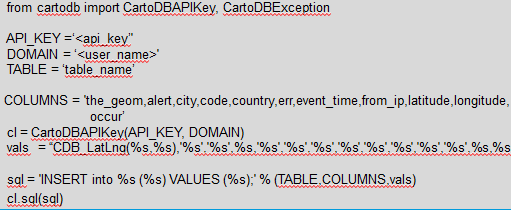 from cartodb import CartoDBAPIKey, CartoDBException
API_KEY =‘<api_key”
DOMAIN = ‘<user_name>’
TABLE = ‘table_name’
COLUMNS = ’the_geom,alert,city,code,country,err,event_time,from_ip,latitude,longitude,
occur’
cl = CartoDBAPIKey(API_KEY, DOMAIN)
vals = “CDB_LatLng(%s,%s),'%s','%s',%s,'%s','%s','%s','%s','%s','%s','%s','%s',%s,%s
sql = 'INSERT into %s (%s) VALUES (%s);' % (TABLE,COLUMNS,vals)
cl.sql(sql)